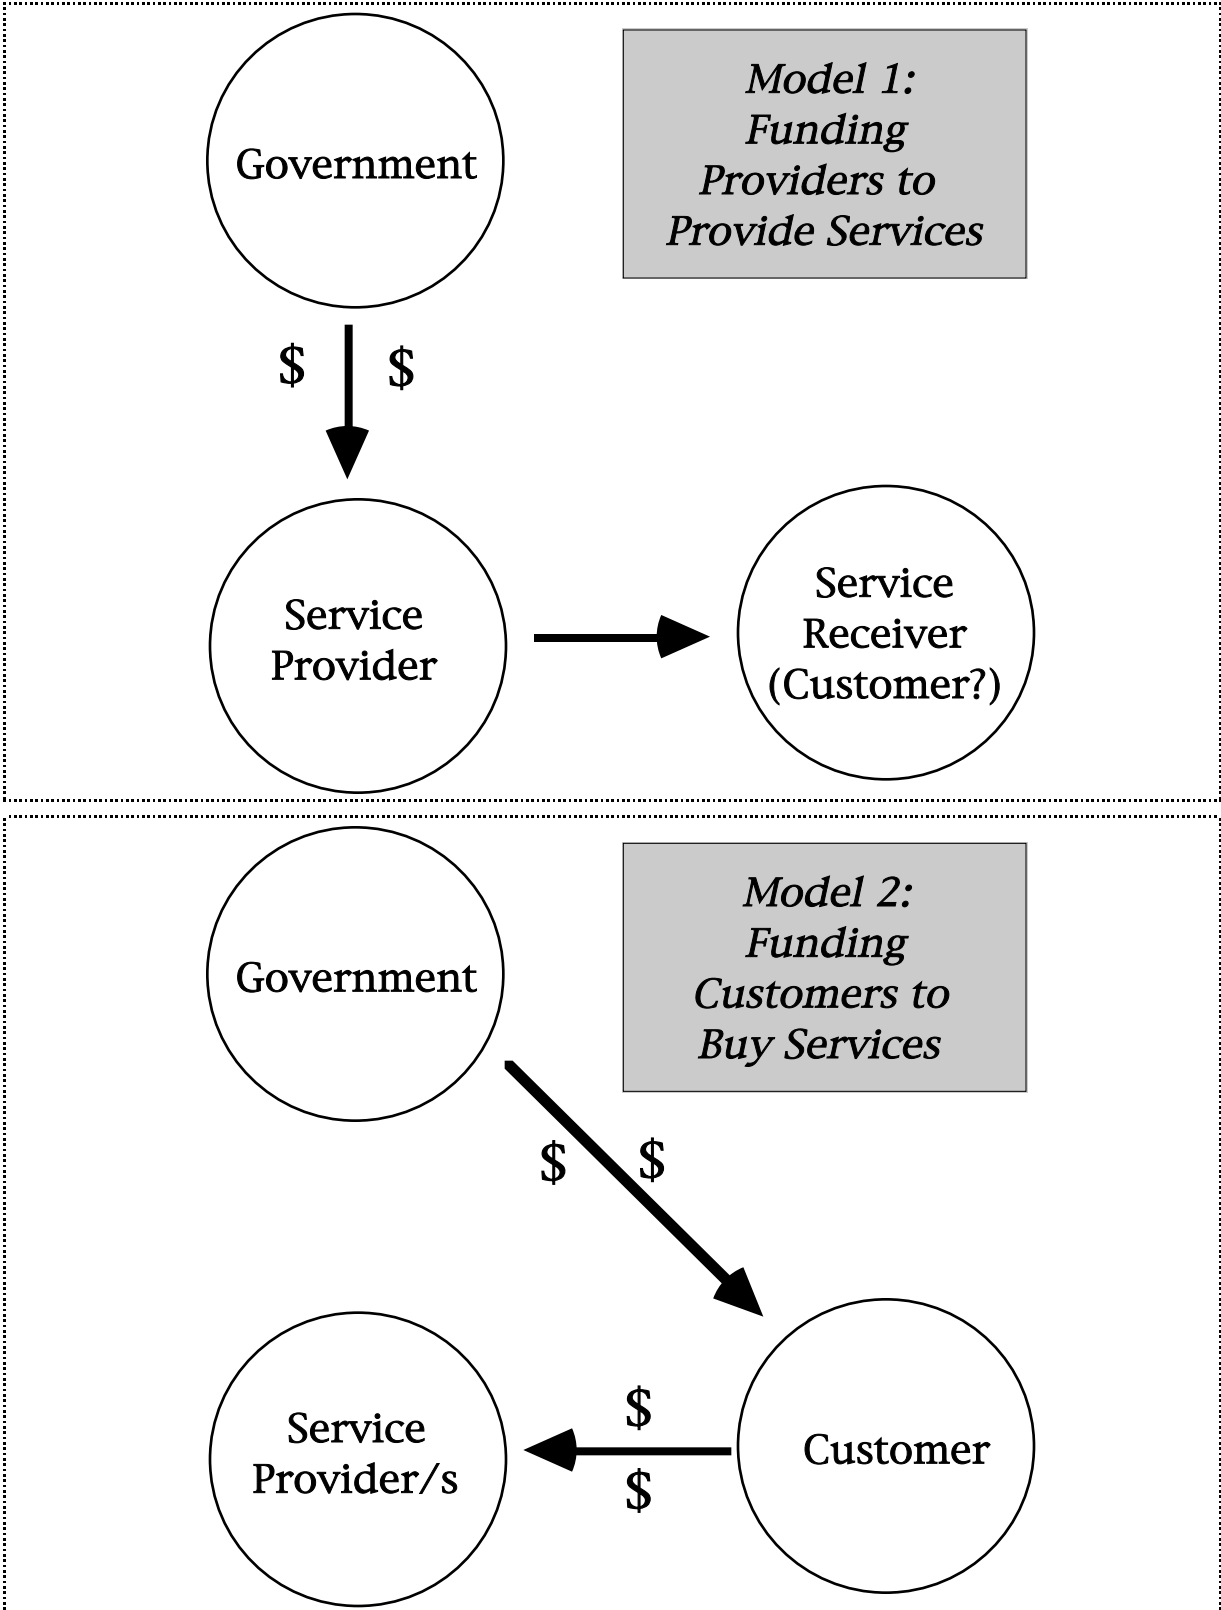 Government
Model 1:
Funding
Providers to
Provide Services
$ $
Service
Provider
Service
Receiver
(Customer?)
Government
Model 2:
Funding
Customers to
Buy Services
$ $
Service
Provider/s
$
$
Customer